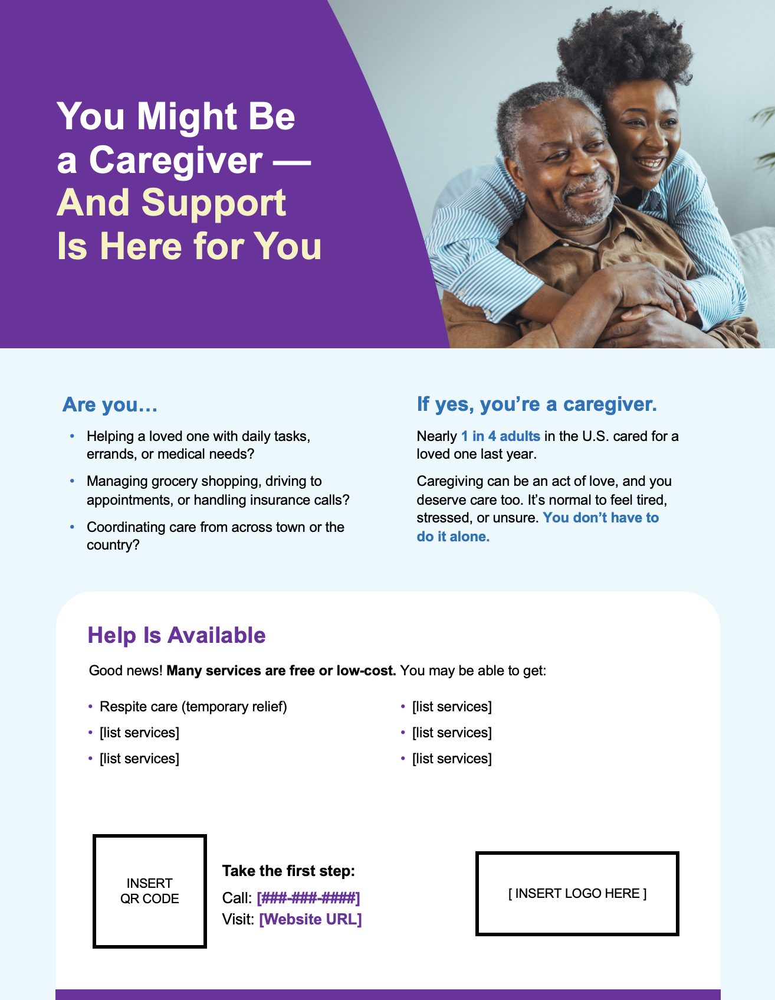 You Might Be
a Caregiver —
And Support
Is Here for You
Are you…
• Helping a loved one with daily tasks,
errands, or medical needs?
• Managing grocery shopping, driving to
appointments, or handling insurance calls?
• Coordinating care from across town or the
country?
If yes, you’re a caregiver.
Nearly 1 in 4 adults in the U.S. cared for a
loved one last year.
Caregiving can be an act of love, and you
deserve care too. It’s normal to feel tired,
stressed, or unsure. You don’t have to
do it alone.
Help Is Available
Good news! Many services are free or low-cost. You may be able to get:
• Respite care (temporary relief)
• [list services]
• [list services]
• [list services]
• [list services]
• [list services]
INSERT
QR CODE
Take the first step:
Call: [###-###-####]
Visit: [Website URL]
[ INSERT LOGO HERE ]